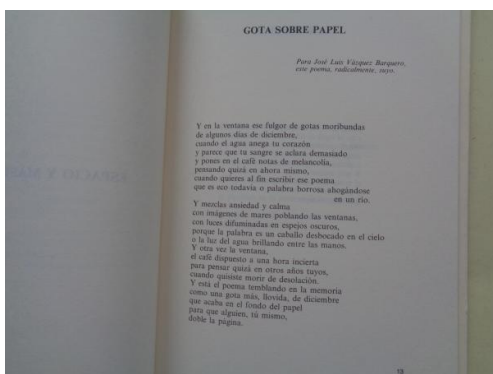 GOTA SOBRE PAPEL
Para José Luis Vázquez Barquero,
este poema, radicalmente, suyo.
Y en la ventana ese fulgor de gotas moribundas
de algunos días de diciembre,
cuando el agua anega tu corazón
y parece que tu sangre se aclara demasiado
y pones en el café notas de melancolía,
pensando quizá en ahora mismo,
cuando quieres al fin escribir ese poema
que es eco todavía o palabra borrosa ahogándose
en un río.
Y mezclas ansiedad y calma
con imágenes de mares poblando las ventanas,
con luces difuminadas en espejos oscuros,
porque la palabra es un caballo desbocado en el cielo
o la luz del agua brillando entre las manos.
Y otra vez la ventana,
el café dispuesto a una hora incierta
para pensar quizá en otros años tuyos,
cuando quisiste morir de desolación.
Y está el poema temblando en la memoria
como una gota más, llovida, de diciembre
que acaba en el fondo del papel
para que alguien, tú mismo,
doble la página.